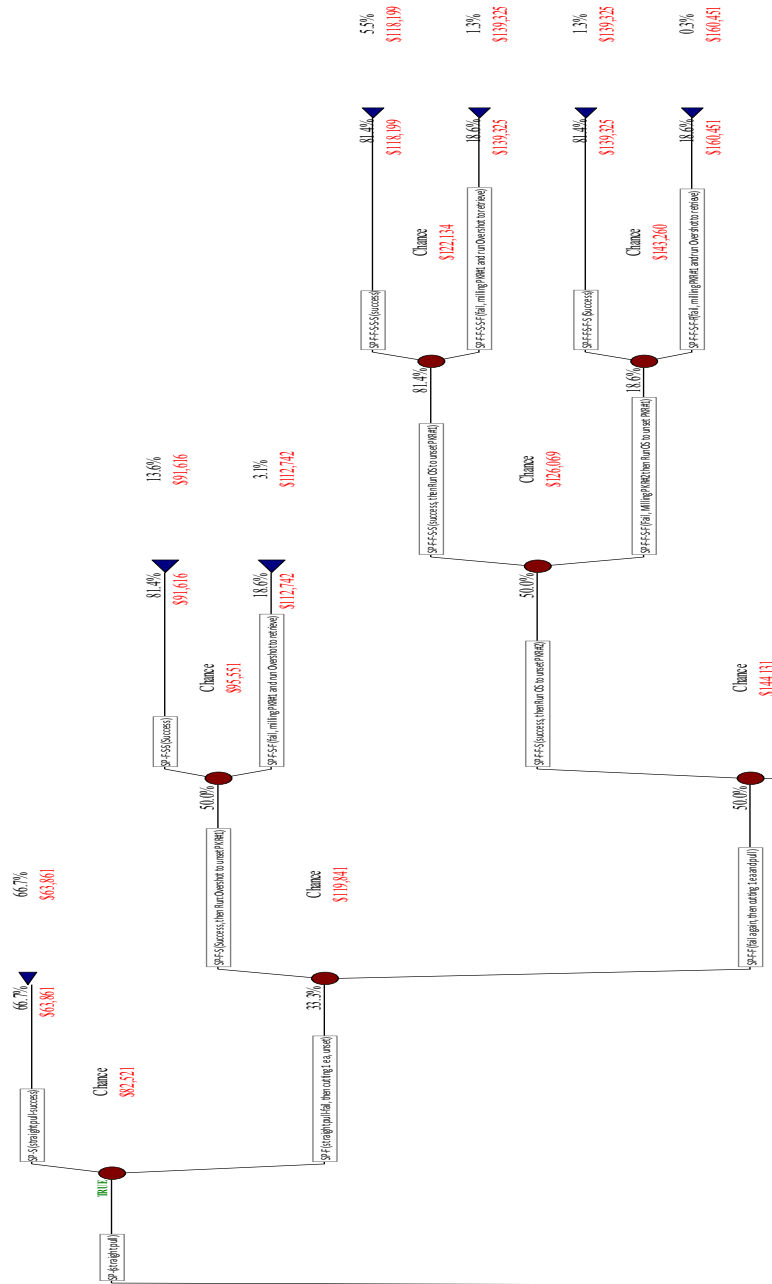 SP-(straight pull)
TRUE
Chance
$82,521
SP-S (straight pull-success)
66.7%
$63,861
66.7%
$63,861
SP-F (straight pull-fail, then cutting 1 ea, unset)
33.3%
Chance
$119,841
SP-F-S (Success, then Run Overshot to unset PKR#1)
50.0%
Chance
$95,551
SP-F-S-S (Success)
81.4%
$91,616
13.6%
$91,616
SP-F-S-F (fail, milling PKR#1 and run Overshot to retrieve)
18.6%
$112,742
3.1%
$112,742
SP-F-F (fail again, then cutting 1 ea and pull)
50.0%
Chance
$144,131
SP-F-F-S (success, then Run OS to unset PKR#2)
50.0%
Chance
$126,069
SP-F-F-S-S (success, then Run OS to unset PKR#1)
81.4%
Chance
$122,134
SP-F-F-S-S-S (success)
81.4%
$118,199
5.5%
$118,199
SP-F-F-S-S-F (fail, milling PKR#1 and run Overshot to retrieve)
18.6%
$139,325
1.3%
$139,325
SP-F-F-S-F (Fail, Milling PKR#2 then Run OS to unset PKR#1)
18.6%
Chance
$143,260
SP-F-F-S-F-S (Success)
81.4%
$139,325
1.3%
$139,325
SP-F-F-S-F-F(fail, milling PKR#1 and run Overshot to retrieve)
18.6%
$160,451
0.3%
$160,451